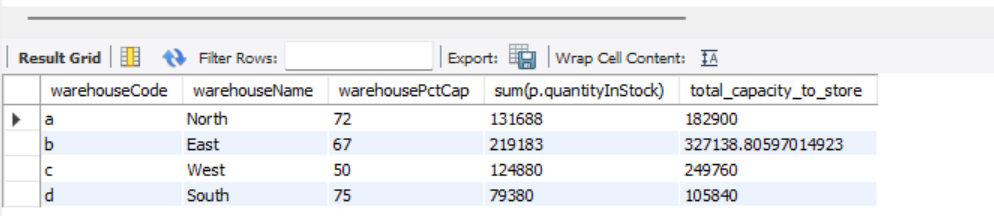 Result Grid Filter Rows: Export: Wrap Cell Content: IA
warehouseCode warehouseName warehousePctCap sum(p.quantityInStock) total_capacity_to_store
a North 72 131688 182900
b East 67 219183 327138.80597014923
c West 50 124880 249760
d South 75 79380 105840